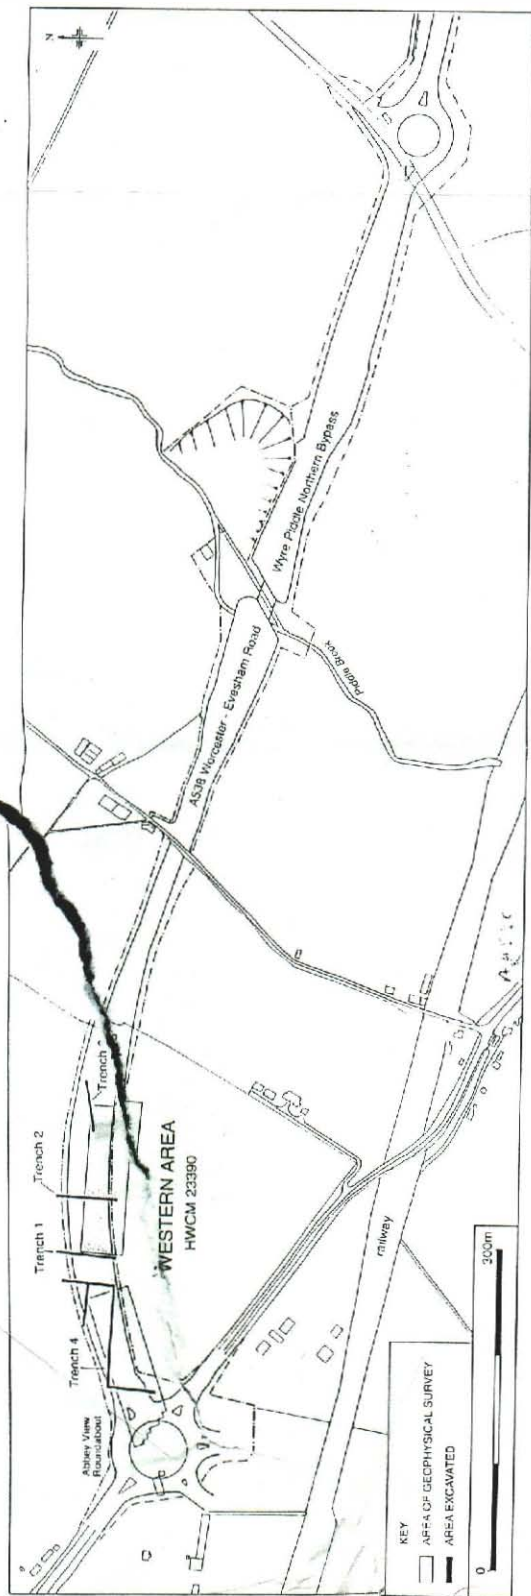 N
Abbey View
Roundabout
Trench 4
Trench 1
Trench 2
Trench
WESTERN AREA
HWCM 23390
A538 Worcester - Evesham Road
Wyre Piddle Northern Bypass
Piddle Brook
railway
KEY
AREA OF GEOPHYSICAL SURVEY
AREA EXCAVATED
0
300m